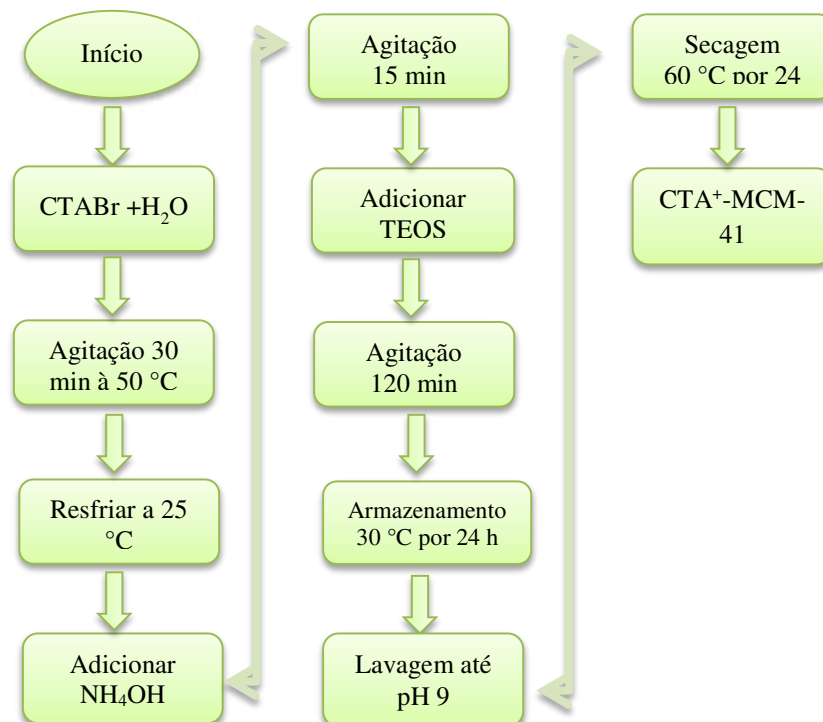 Início
CTABr +H₂O
Agitação 30
min à 50 °C
Resfriar a 25
°C
Adicionar
NH₄OH
Agitação
15 min
Adicionar
TEOS
Agitação
120 min
Armazenamento
30 °C por 24 h
Lavagem até
pH 9
Secagem
60 °C por 24
CTA⁺-MCM-
41